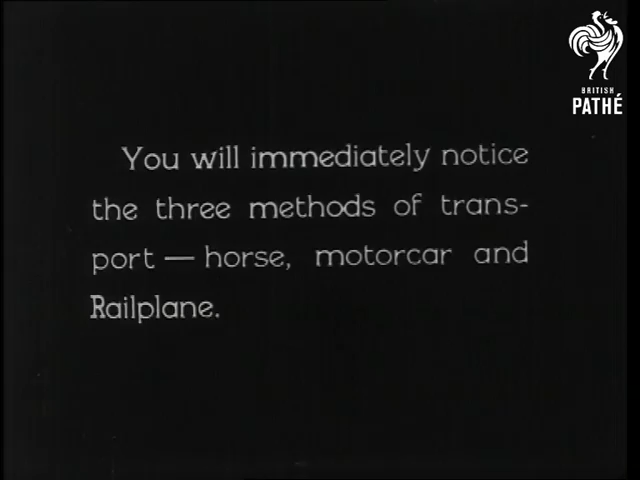 BRITISH
PATHÉ
You will immediately notice
the three methods of trans-
port — horse, motorcar and
Railplane.